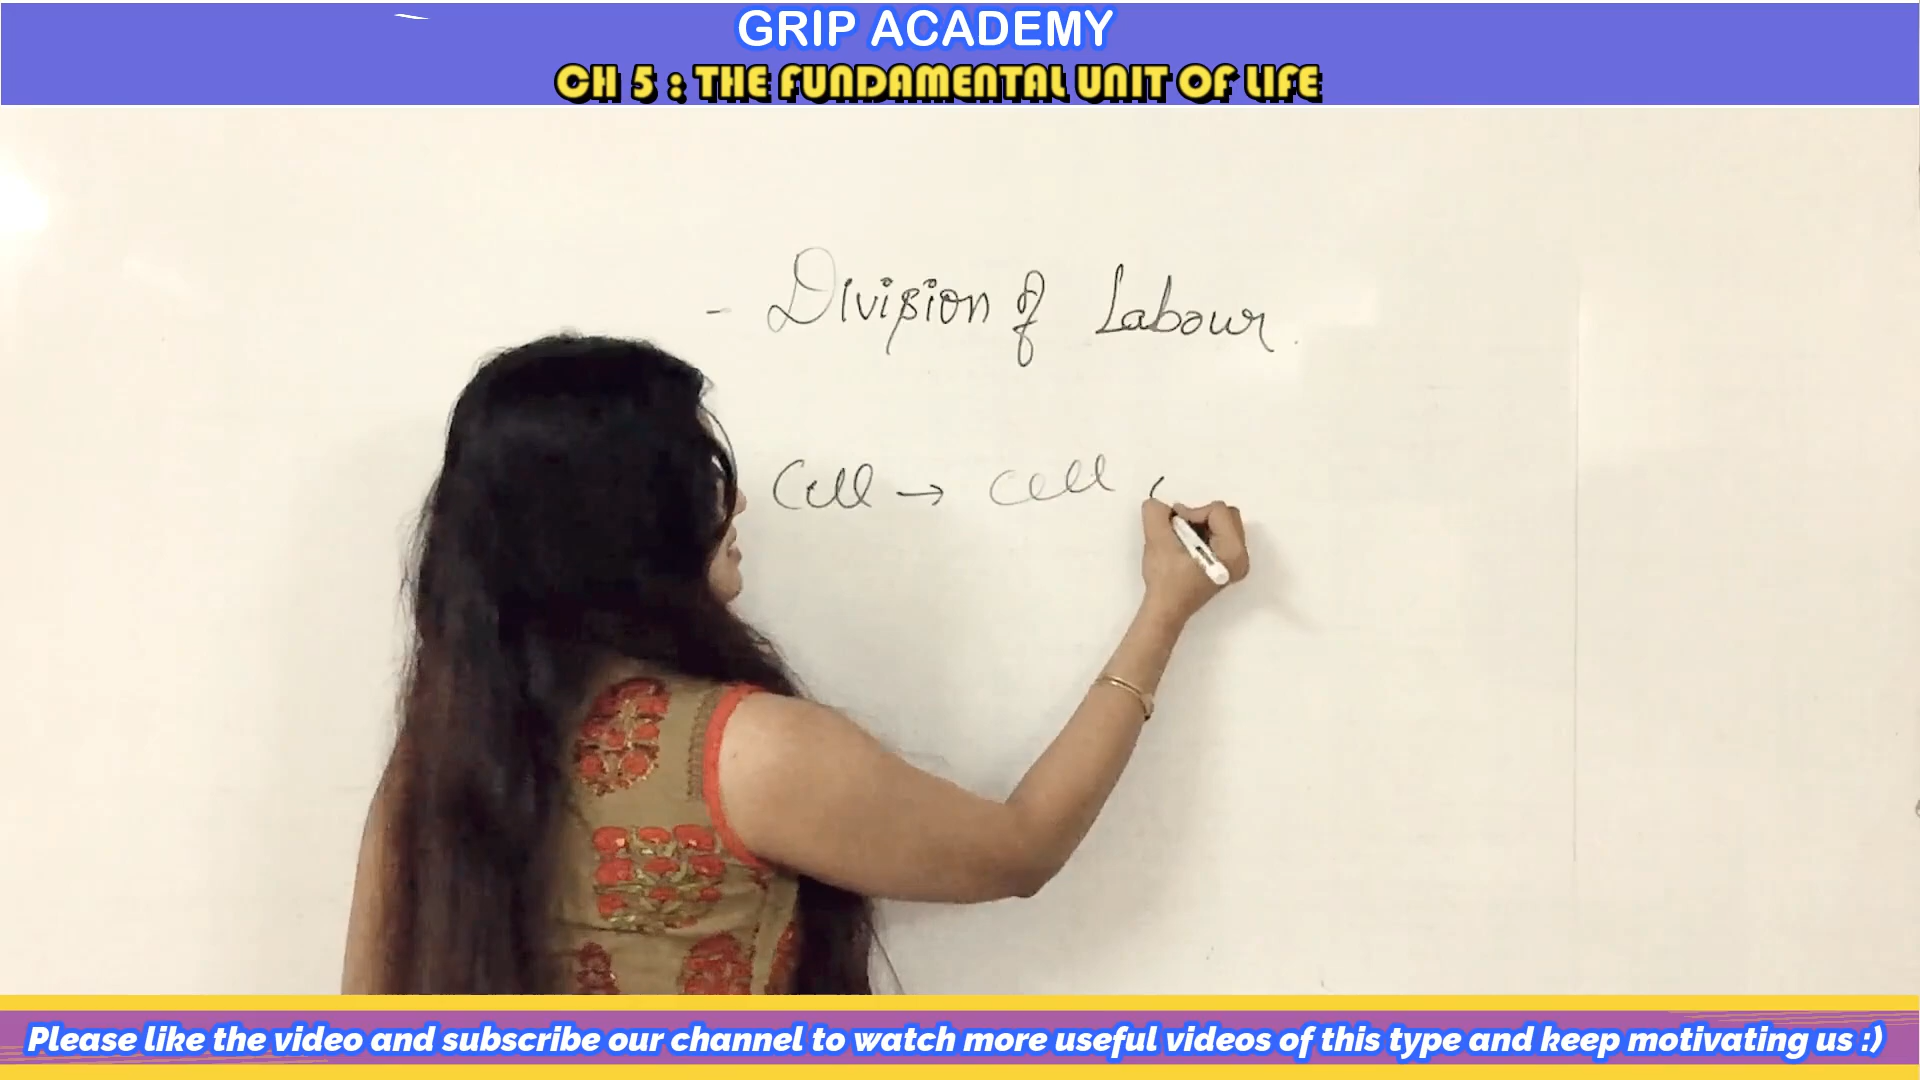 GRIP ACADEMY
CH 5 : THE FUNDAMENTAL UNIT OF LIFE
- Division of Labour.
Cell → Cell
Please like the video and subscribe our channel to watch more useful videos of this type and keep motivating us :)